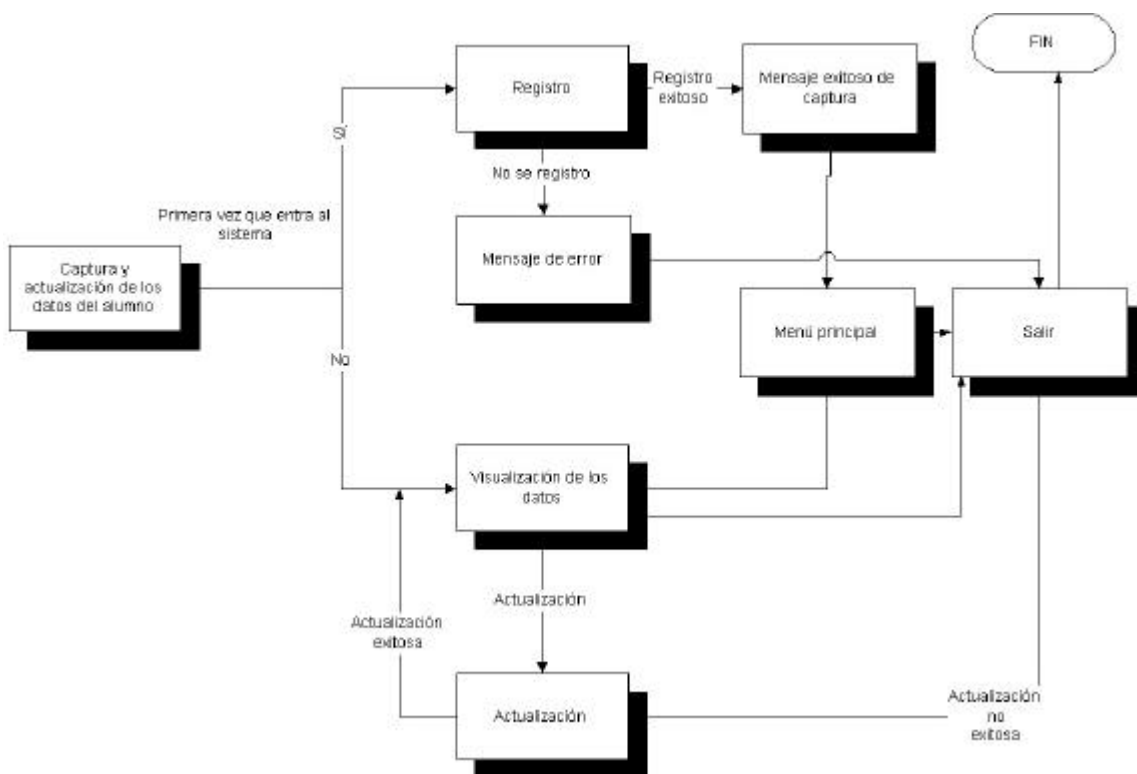 FIN
Registro
Registro
exitoso
Mensaje exitoso de
captura
Sí
No se registro
Primera vez que entra al
sistema
Mensaje de error
Captura y
actualización de los
datos del alumno
Menú principal
Salir
No
Visualización de los
datos
Actualización
Actualización
exitosa
Actualización
Actualización
no
exitosa